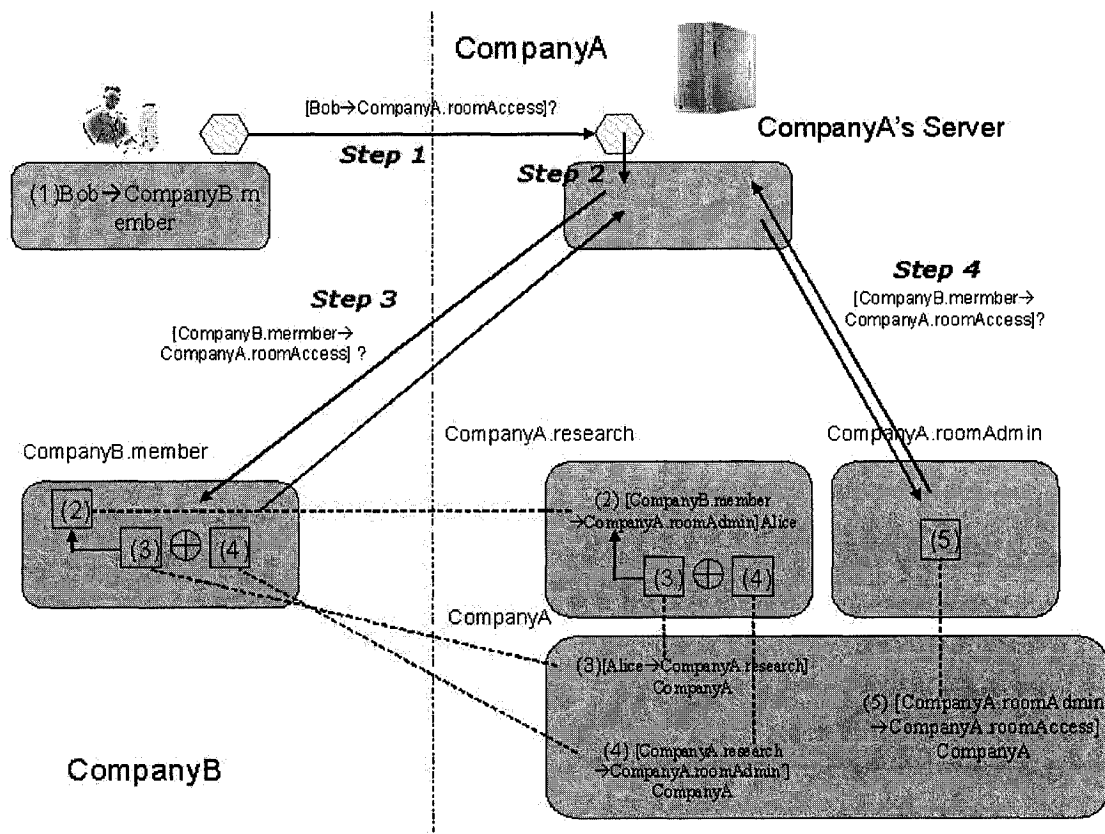 CompanyA
[Bob→CompanyA.roomAccess]?
CompanyA's Server
Step 1
Step 2
(1)Bob→CompanyB.m
ember
Step 3
[CompanyB.mermber→
CompanyA.roomAccess] ?
Step 4
[CompanyB.mermber→
CompanyA.roomAccess]?
CompanyB.member
CompanyA.research
CompanyA.roomAdmin
(2)
(3) ⊕ (4)
(2) [CompanyB.member
→CompanyA.roomAdmin] Alice
(3) ⊕ (4)
(5)
CompanyA
(3)[Alice→CompanyA.research]
CompanyA
(4) [CompanyA.research
→CompanyA.roomAdmin']
CompanyA
(5) [CompanyA.roomAdmin
→CompanyA.roomAccess]
CompanyA
CompanyB